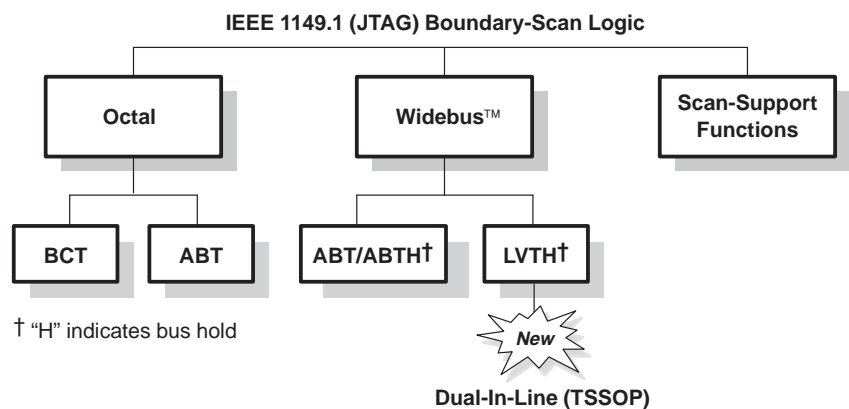 IEEE 1149.1 (JTAG) Boundary-Scan Logic
Octal
Widebus™
Scan-Support
Functions
BCT
ABT
ABT/ABTH†
LVTH†
† “H” indicates bus hold
New
Dual-In-Line (TSSOP)